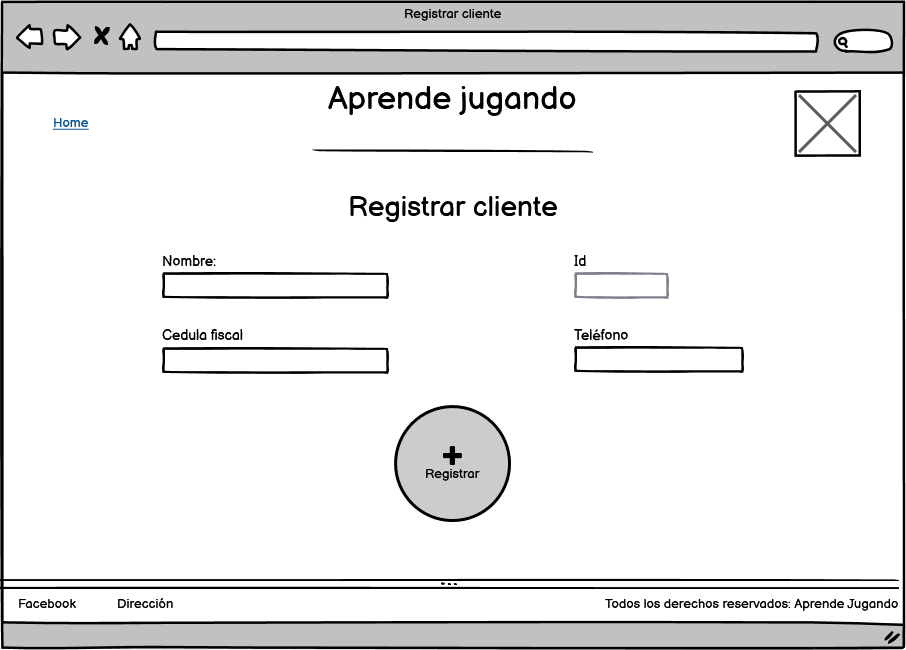 Registrar cliente
Aprende jugando
Home
Registrar cliente
Nombre:
Id
Cedula fiscal
Teléfono
Registrar
Facebook
Dirección
Todos los derechos reservados: Aprende Jugando